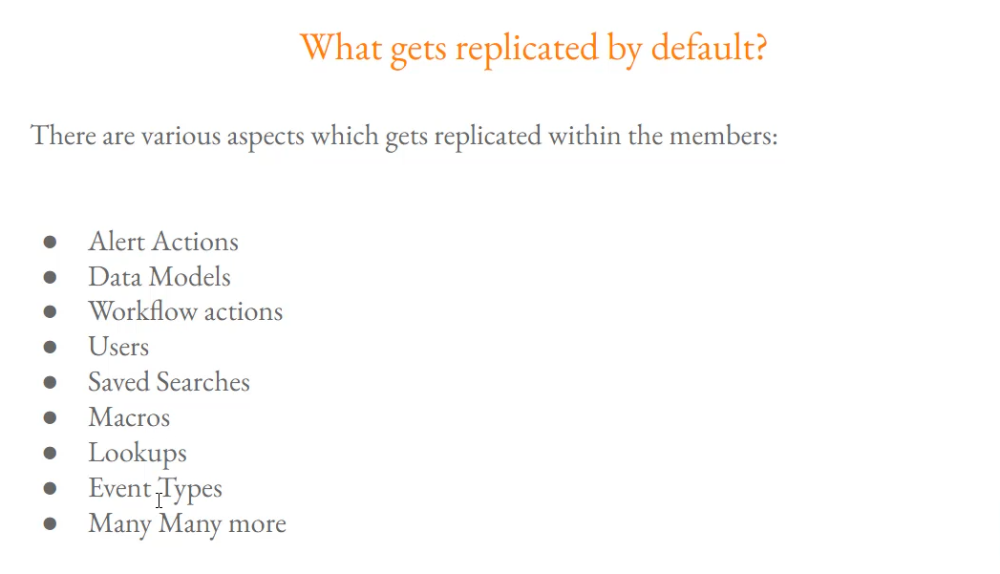 What gets replicated by default?
There are various aspects which gets replicated within the members:
● Alert Actions
● Data Models
● Workflow actions
● Users
● Saved Searches
● Macros
● Lookups
● Event Types
● Many Many more